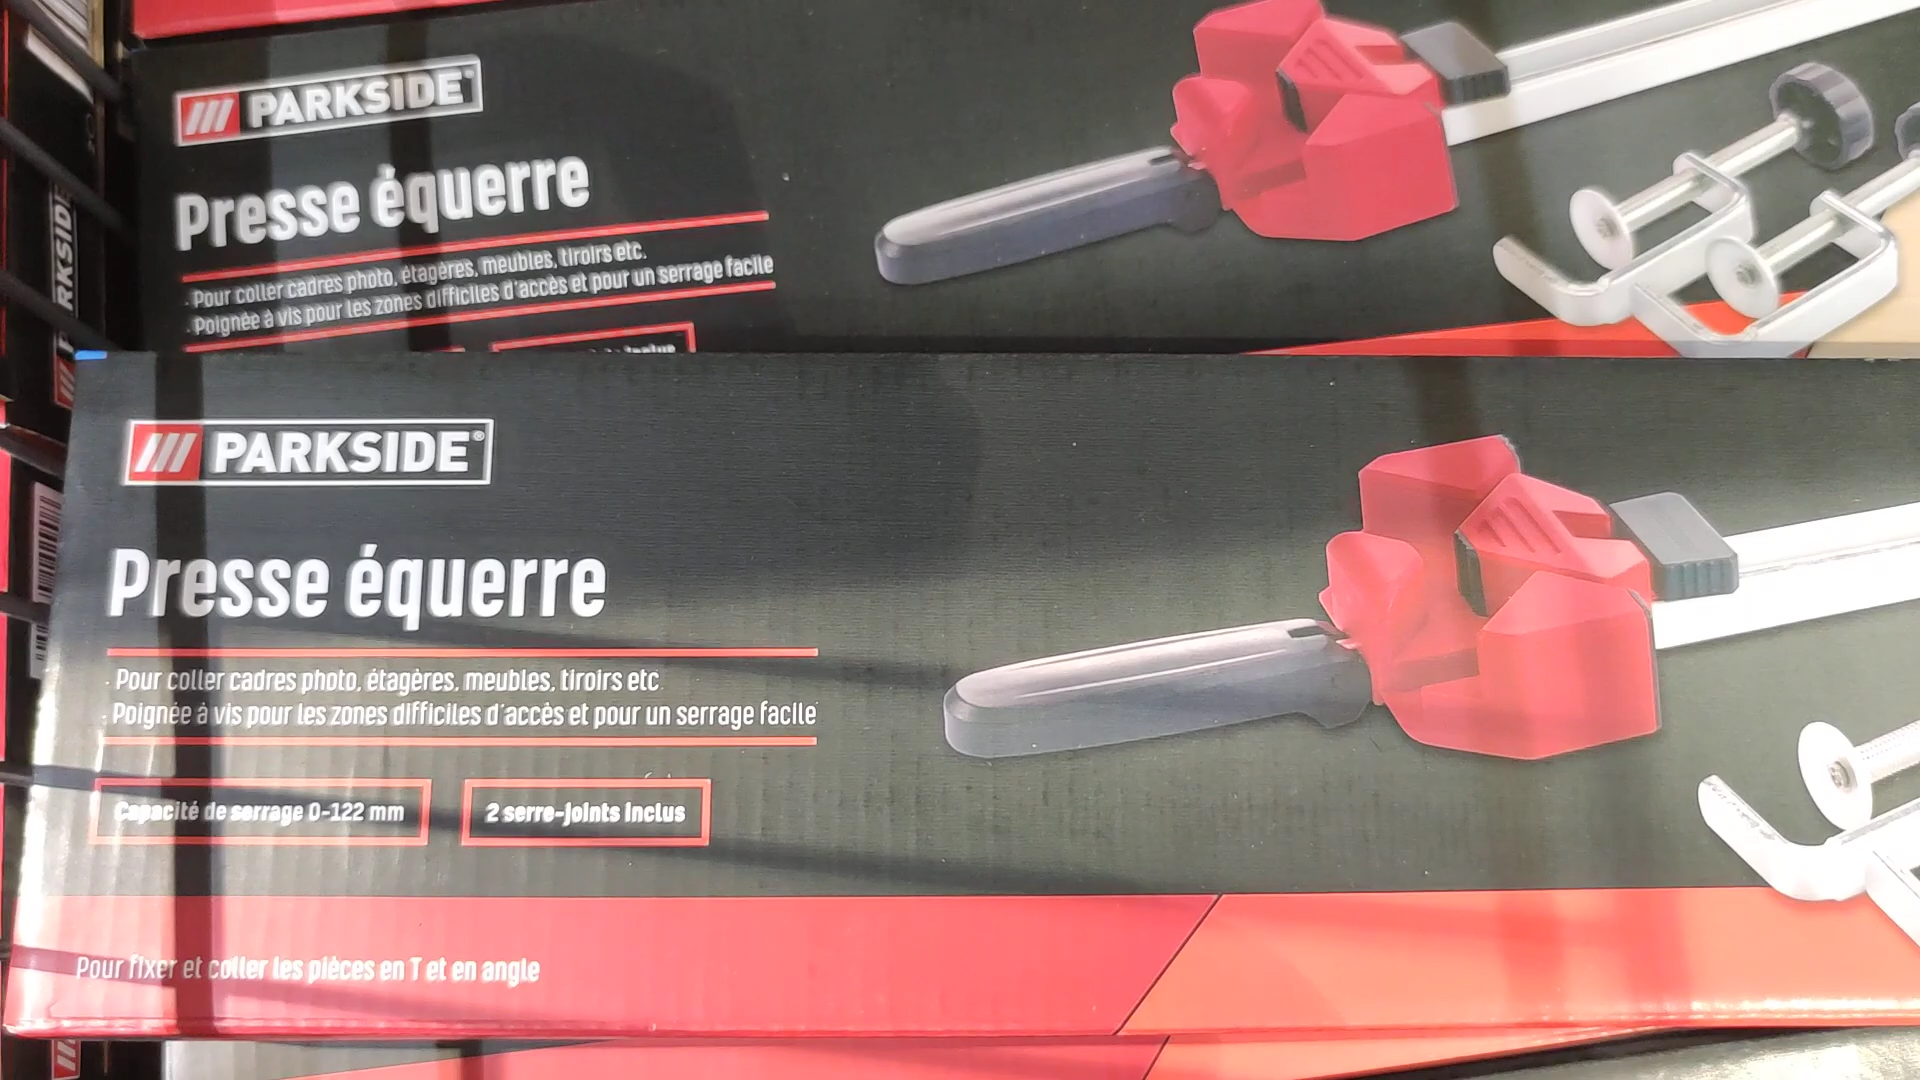 PARKSIDE
Presse équerre
· Pour coller cadres photo, étagères, meubles, tiroirs etc.
· Poignée à vis pour les zones difficiles d'accès et pour un serrage facile
PARKSIDE
PARKSIDE®
Presse équerre
· Pour coller cadres photo, étagères, meubles, tiroirs etc
· Poignée à vis pour les zones difficiles d'accès et pour un serrage facile
Capacité de serrage 0-122 mm
2 serre-joints inclus
Pour fixer et coller les pièces en T et en angle